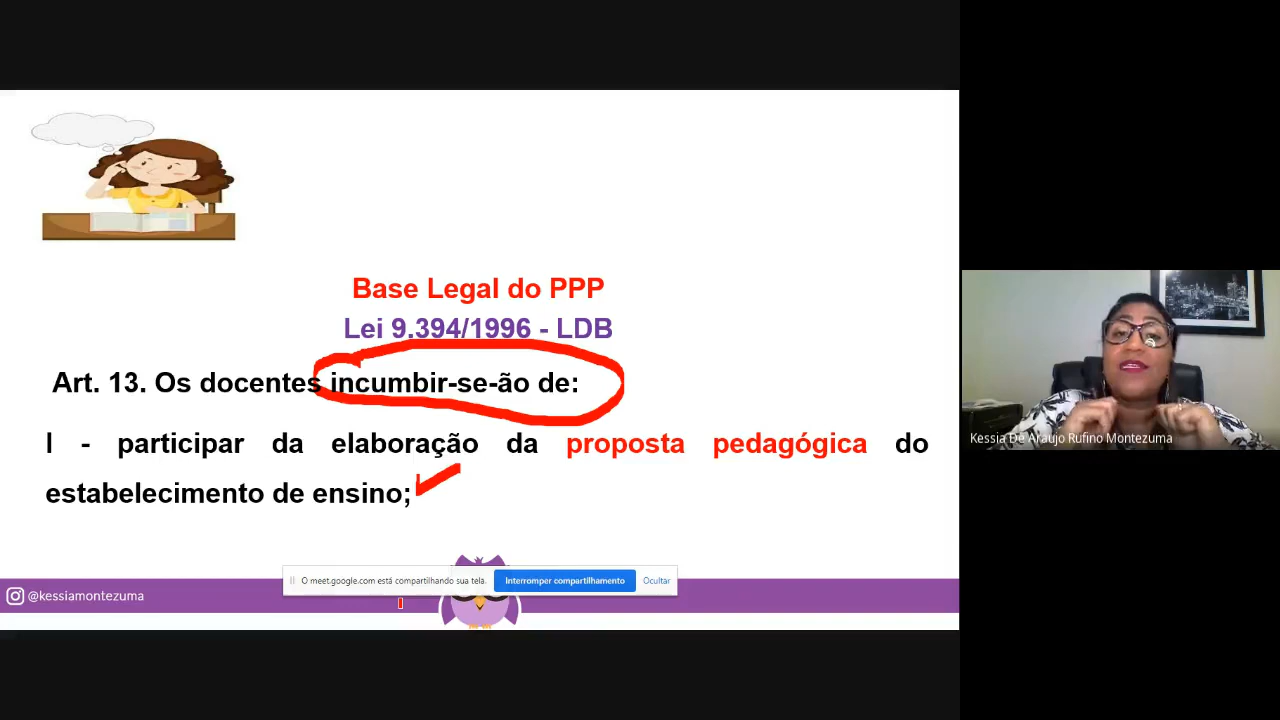 Base Legal do PPP
Lei 9.394/1996 - LDB
Art. 13. Os docentes incumbir-se-ão de:
I - participar da elaboração da proposta pedagógica do
estabelecimento de ensino;
O meet.google.com está compartilhando sua tela.
Interromper compartilhamento
Ocultar
@kessiamontezuma
Kessia De Araujo Rufino Montezuma